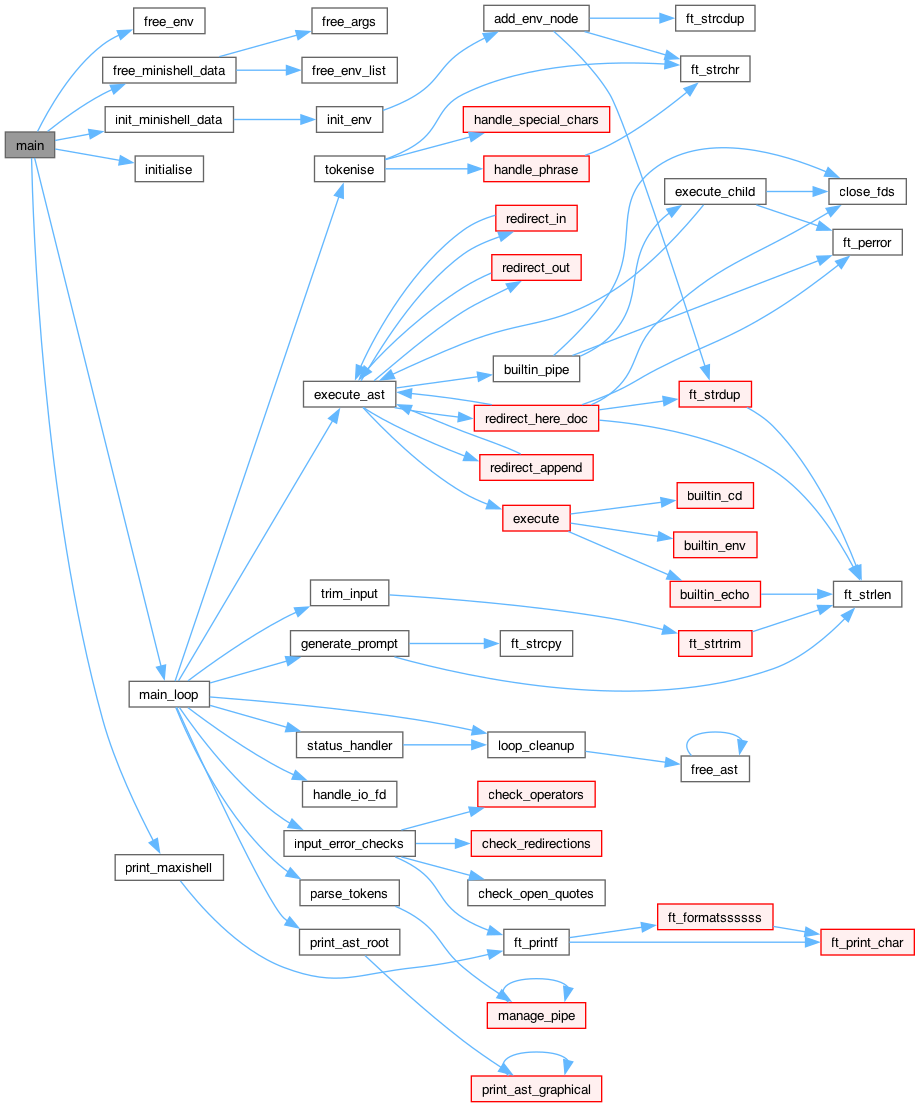 main
free_env
free_minishell_data
free_args
free_env_list
init_minishell_data
init_env
initialise
add_env_node
ft_strcdup
ft_strchr
tokenise
handle_special_chars
handle_phrase
redirect_in
redirect_out
execute_child
close_fds
ft_perror
builtin_pipe
execute_ast
redirect_here_doc
ft_strdup
redirect_append
execute
builtin_cd
builtin_env
builtin_echo
ft_strlen
trim_input
generate_prompt
ft_strcpy
ft_strtrim
main_loop
status_handler
loop_cleanup
free_ast
handle_io_fd
input_error_checks
check_operators
check_redirections
check_open_quotes
print_maxishell
parse_tokens
print_ast_root
ft_printf
ft_formatssssss
ft_print_char
manage_pipe
print_ast_graphical